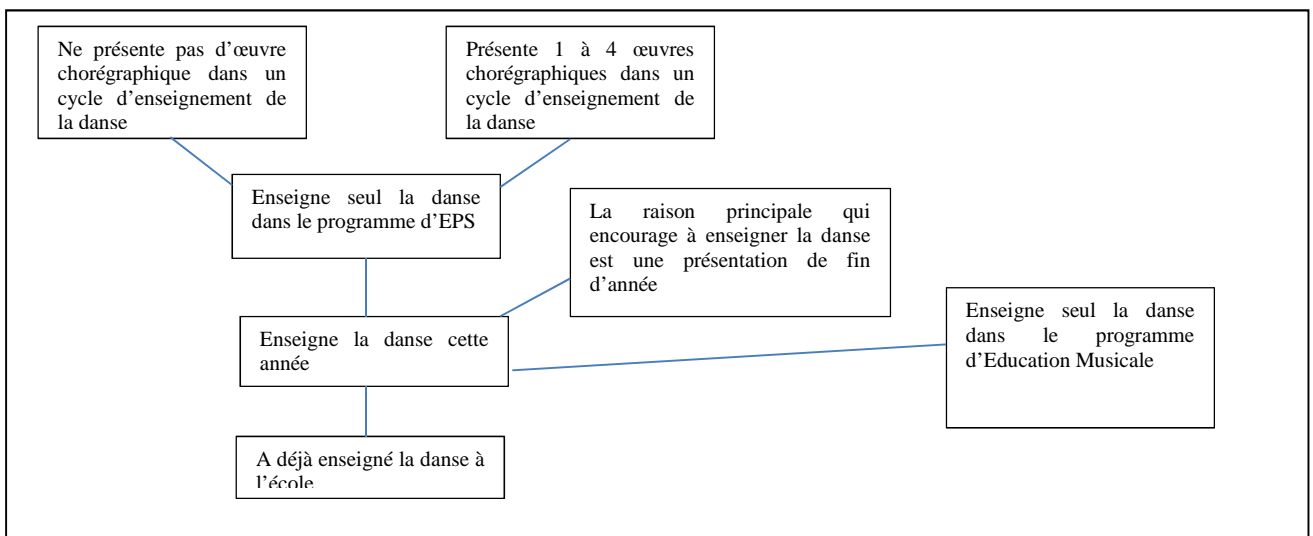 Ne présente pas d’œuvre
chorégraphique dans un
cycle d’enseignement de
la danse
Présente 1 à 4 œuvres
chorégraphiques dans un
cycle d’enseignement de
la danse
Enseigne seul la danse
dans le programme d’EPS
La raison principale qui
encourage à enseigner la danse
est une présentation de fin
d’année
Enseigne la danse cette
année
Enseigne seul la danse
dans le programme
d’Education Musicale
A déjà enseigné la danse à
l’école